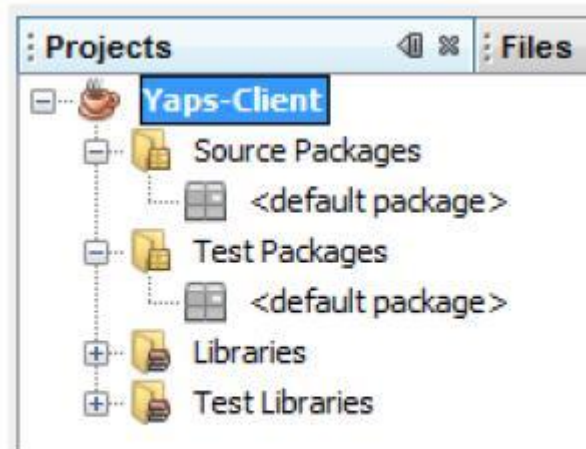 Projects Files
Yaps-Client
Source Packages
<default package>
Test Packages
<default package>
Libraries
Test Libraries